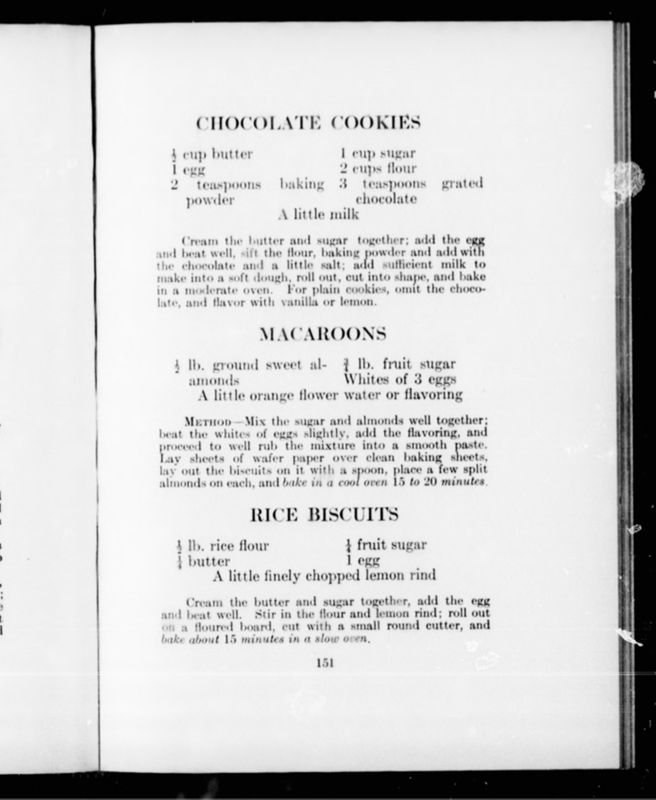 CHOCOLATE COOKIES
½ cup butter 1 cup sugar
1 egg 2 cups flour
2 teaspoons baking 3 teaspoons grated
powder chocolate
A little milk
Cream the butter and sugar together; add the egg
and beat well, sift the flour, baking powder and add with
the chocolate and a little salt; add sufficient milk to
make into a soft dough, roll out, cut into shape, and bake
in a moderate oven. For plain cookies, omit the choco-
late, and flavor with vanilla or lemon.
MACAROONS
½ lb. ground sweet al- ¾ lb. fruit sugar
amonds Whites of 3 eggs
A little orange flower water or flavoring
METHOD—Mix the sugar and almonds well together;
beat the whites of eggs slightly, add the flavoring, and
proceed to well rub the mixture into a smooth paste.
Lay sheets of wafer paper over clean baking sheets,
lay out the biscuits on it with a spoon, place a few split
almonds on each, and bake in a cool oven 15 to 20 minutes.
RICE BISCUITS
½ lb. rice flour ¼ fruit sugar
¼ butter 1 egg
A little finely chopped lemon rind
Cream the butter and sugar together, add the egg
and beat well. Stir in the flour and lemon rind; roll out
on a floured board, cut with a small round cutter, and
bake about 15 minutes in a slow oven.
151